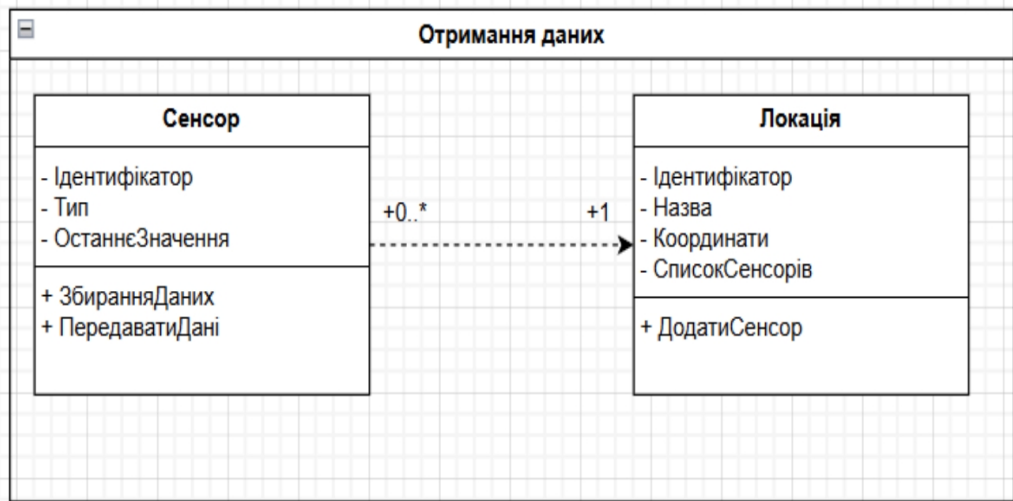 Отримання даних
Сенсор
- Ідентифікатор
- Тип
- ОстаннєЗначення
+ ЗбиранняДаних
+ ПередаватиДані
+0..*
+1
Локація
- Ідентифікатор
- Назва
- Координати
- СписокСенсорів
+ ДодатиСенсор